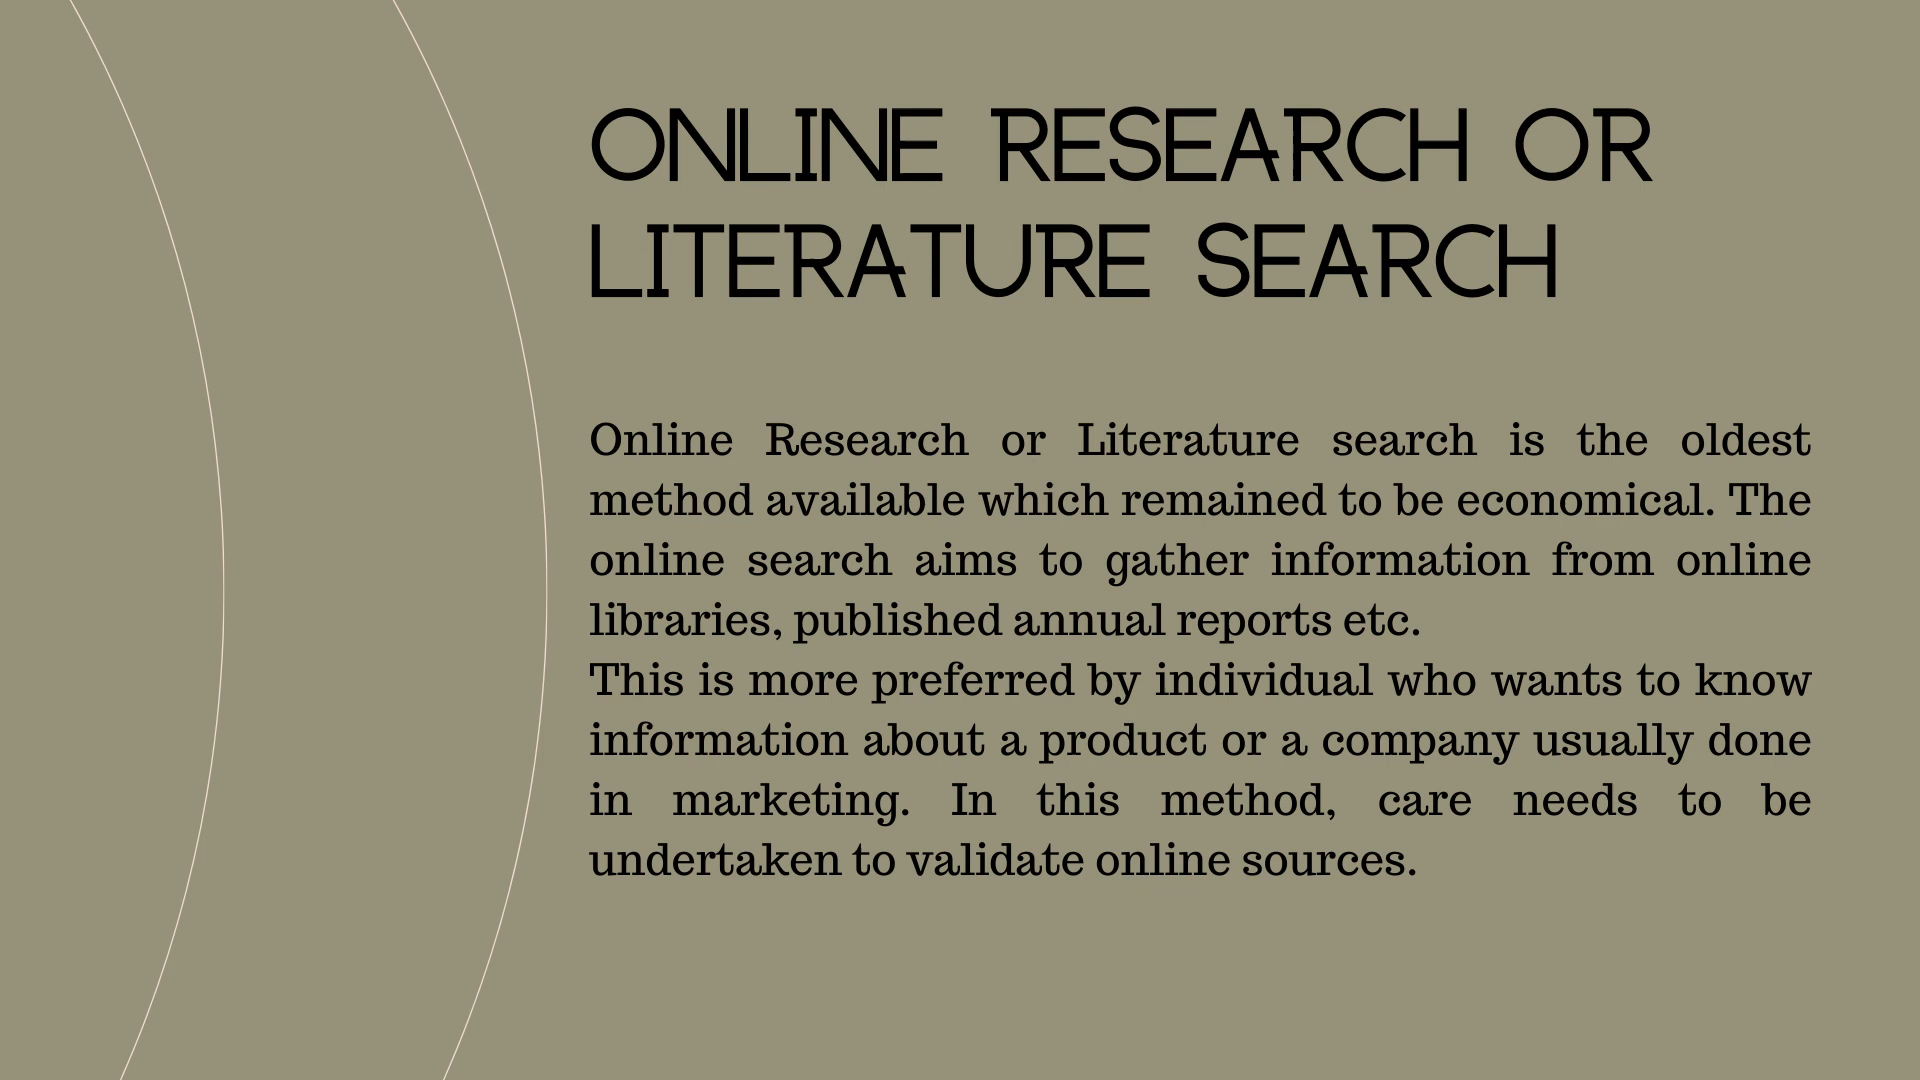 ONLINE RESEARCH OR
LITERATURE SEARCH
Online Research or Literature search is the oldest
method available which remained to be economical. The
online search aims to gather information from online
libraries, published annual reports etc.
This is more preferred by individual who wants to know
information about a product or a company usually done
in marketing. In this method, care needs to be
undertaken to validate online sources.